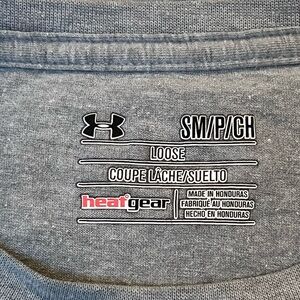 SM/P/CH
LOOSE
COUPE LÂCHE/SUELTO
heatgear
MADE IN HONDURAS
FABRIQUÉ AU HONDURAS
HECHO EN HONDURAS